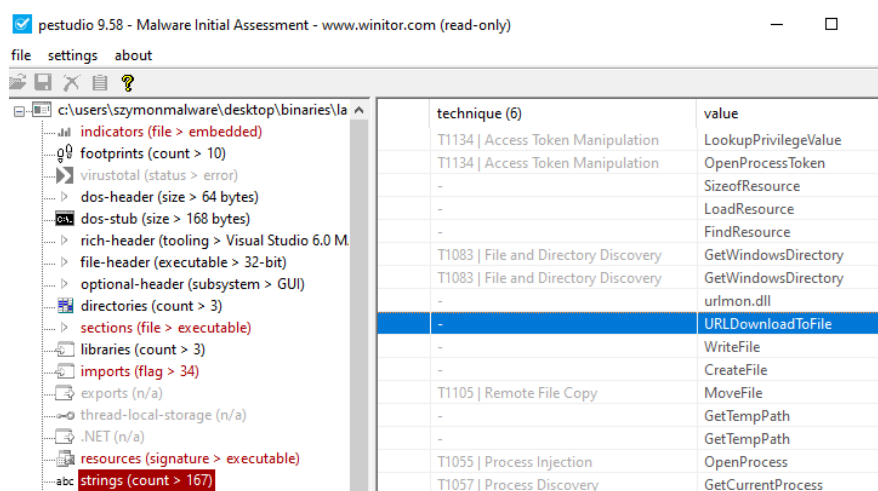 pestudio 9.58 - Malware Initial Assessment - www.winitor.com (read-only)
file settings about
c:\users\szymonmalware\desktop\binaries\la
indicators (file > embedded)
footprints (count > 10)
virustotal (status > error)
dos-header (size > 64 bytes)
dos-stub (size > 168 bytes)
rich-header (tooling > Visual Studio 6.0 M
file-header (executable > 32-bit)
optional-header (subsystem > GUI)
directories (count > 3)
sections (file > executable)
libraries (count > 3)
imports (flag > 34)
exports (n/a)
thread-local-storage (n/a)
.NET (n/a)
resources (signature > executable)
abc strings (count > 167)
technique (6) value
T1134 | Access Token Manipulation LookupPrivilegeValue
T1134 | Access Token Manipulation OpenProcessToken
- SizeofResource
- LoadResource
- FindResource
T1083 | File and Directory Discovery GetWindowsDirectory
T1083 | File and Directory Discovery GetWindowsDirectory
- urlmon.dll
- URLDownloadToFile
- WriteFile
- CreateFile
T1105 | Remote File Copy MoveFile
- GetTempPath
- GetTempPath
T1055 | Process Injection OpenProcess
T1057 | Process Discovery GetCurrentProcess